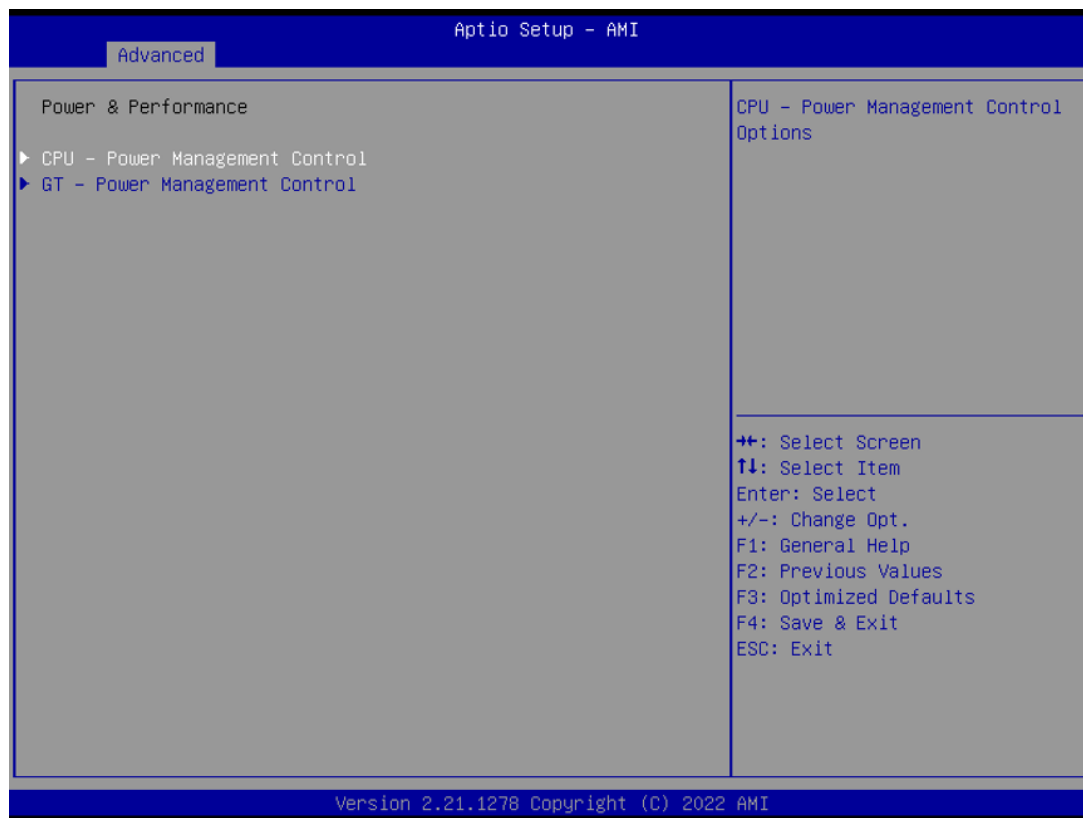 Aptio Setup – AMI
Advanced
Power & Performance
▶ CPU – Power Management Control
▶ GT – Power Management Control
CPU – Power Management Control
Options
→←: Select Screen
↑↓: Select Item
Enter: Select
+/-: Change Opt.
F1: General Help
F2: Previous Values
F3: Optimized Defaults
F4: Save & Exit
ESC: Exit
Version 2.21.1278 Copyright (C) 2022 AMI